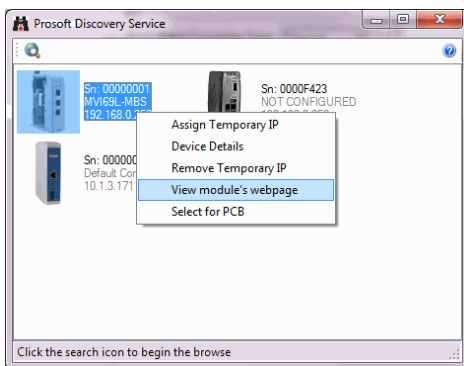 Prosoft Discovery Service
Sn: 00000001
MVI69L-MBS
192.168.0.250
Sn: 0000F423
NOT CONFIGURED
Assign Temporary IP
Device Details
Remove Temporary IP
View module's webpage
Select for PCB
Sn: 000000
Default Cor
10.1.3.171
Click the search icon to begin the browse